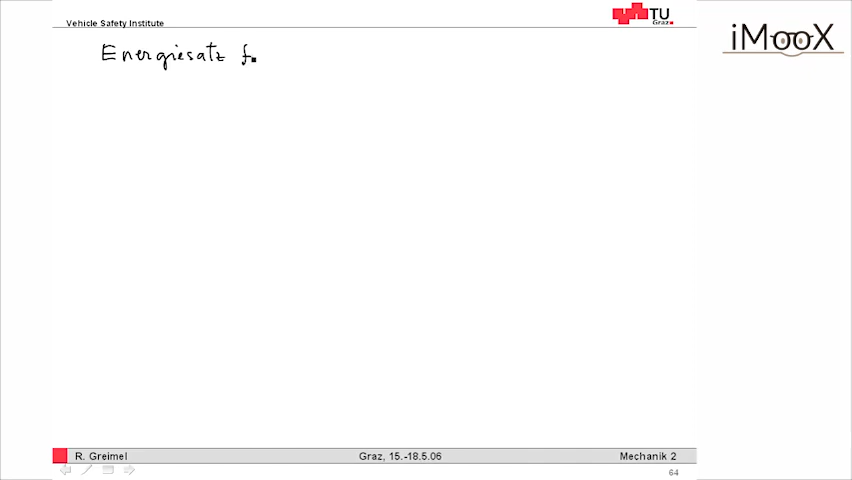 Vehicle Safety Institute
TU
Graz
iMooX
Energiesatz f
R. Greimel
Graz, 15.-18.5.06
Mechanik 2
64